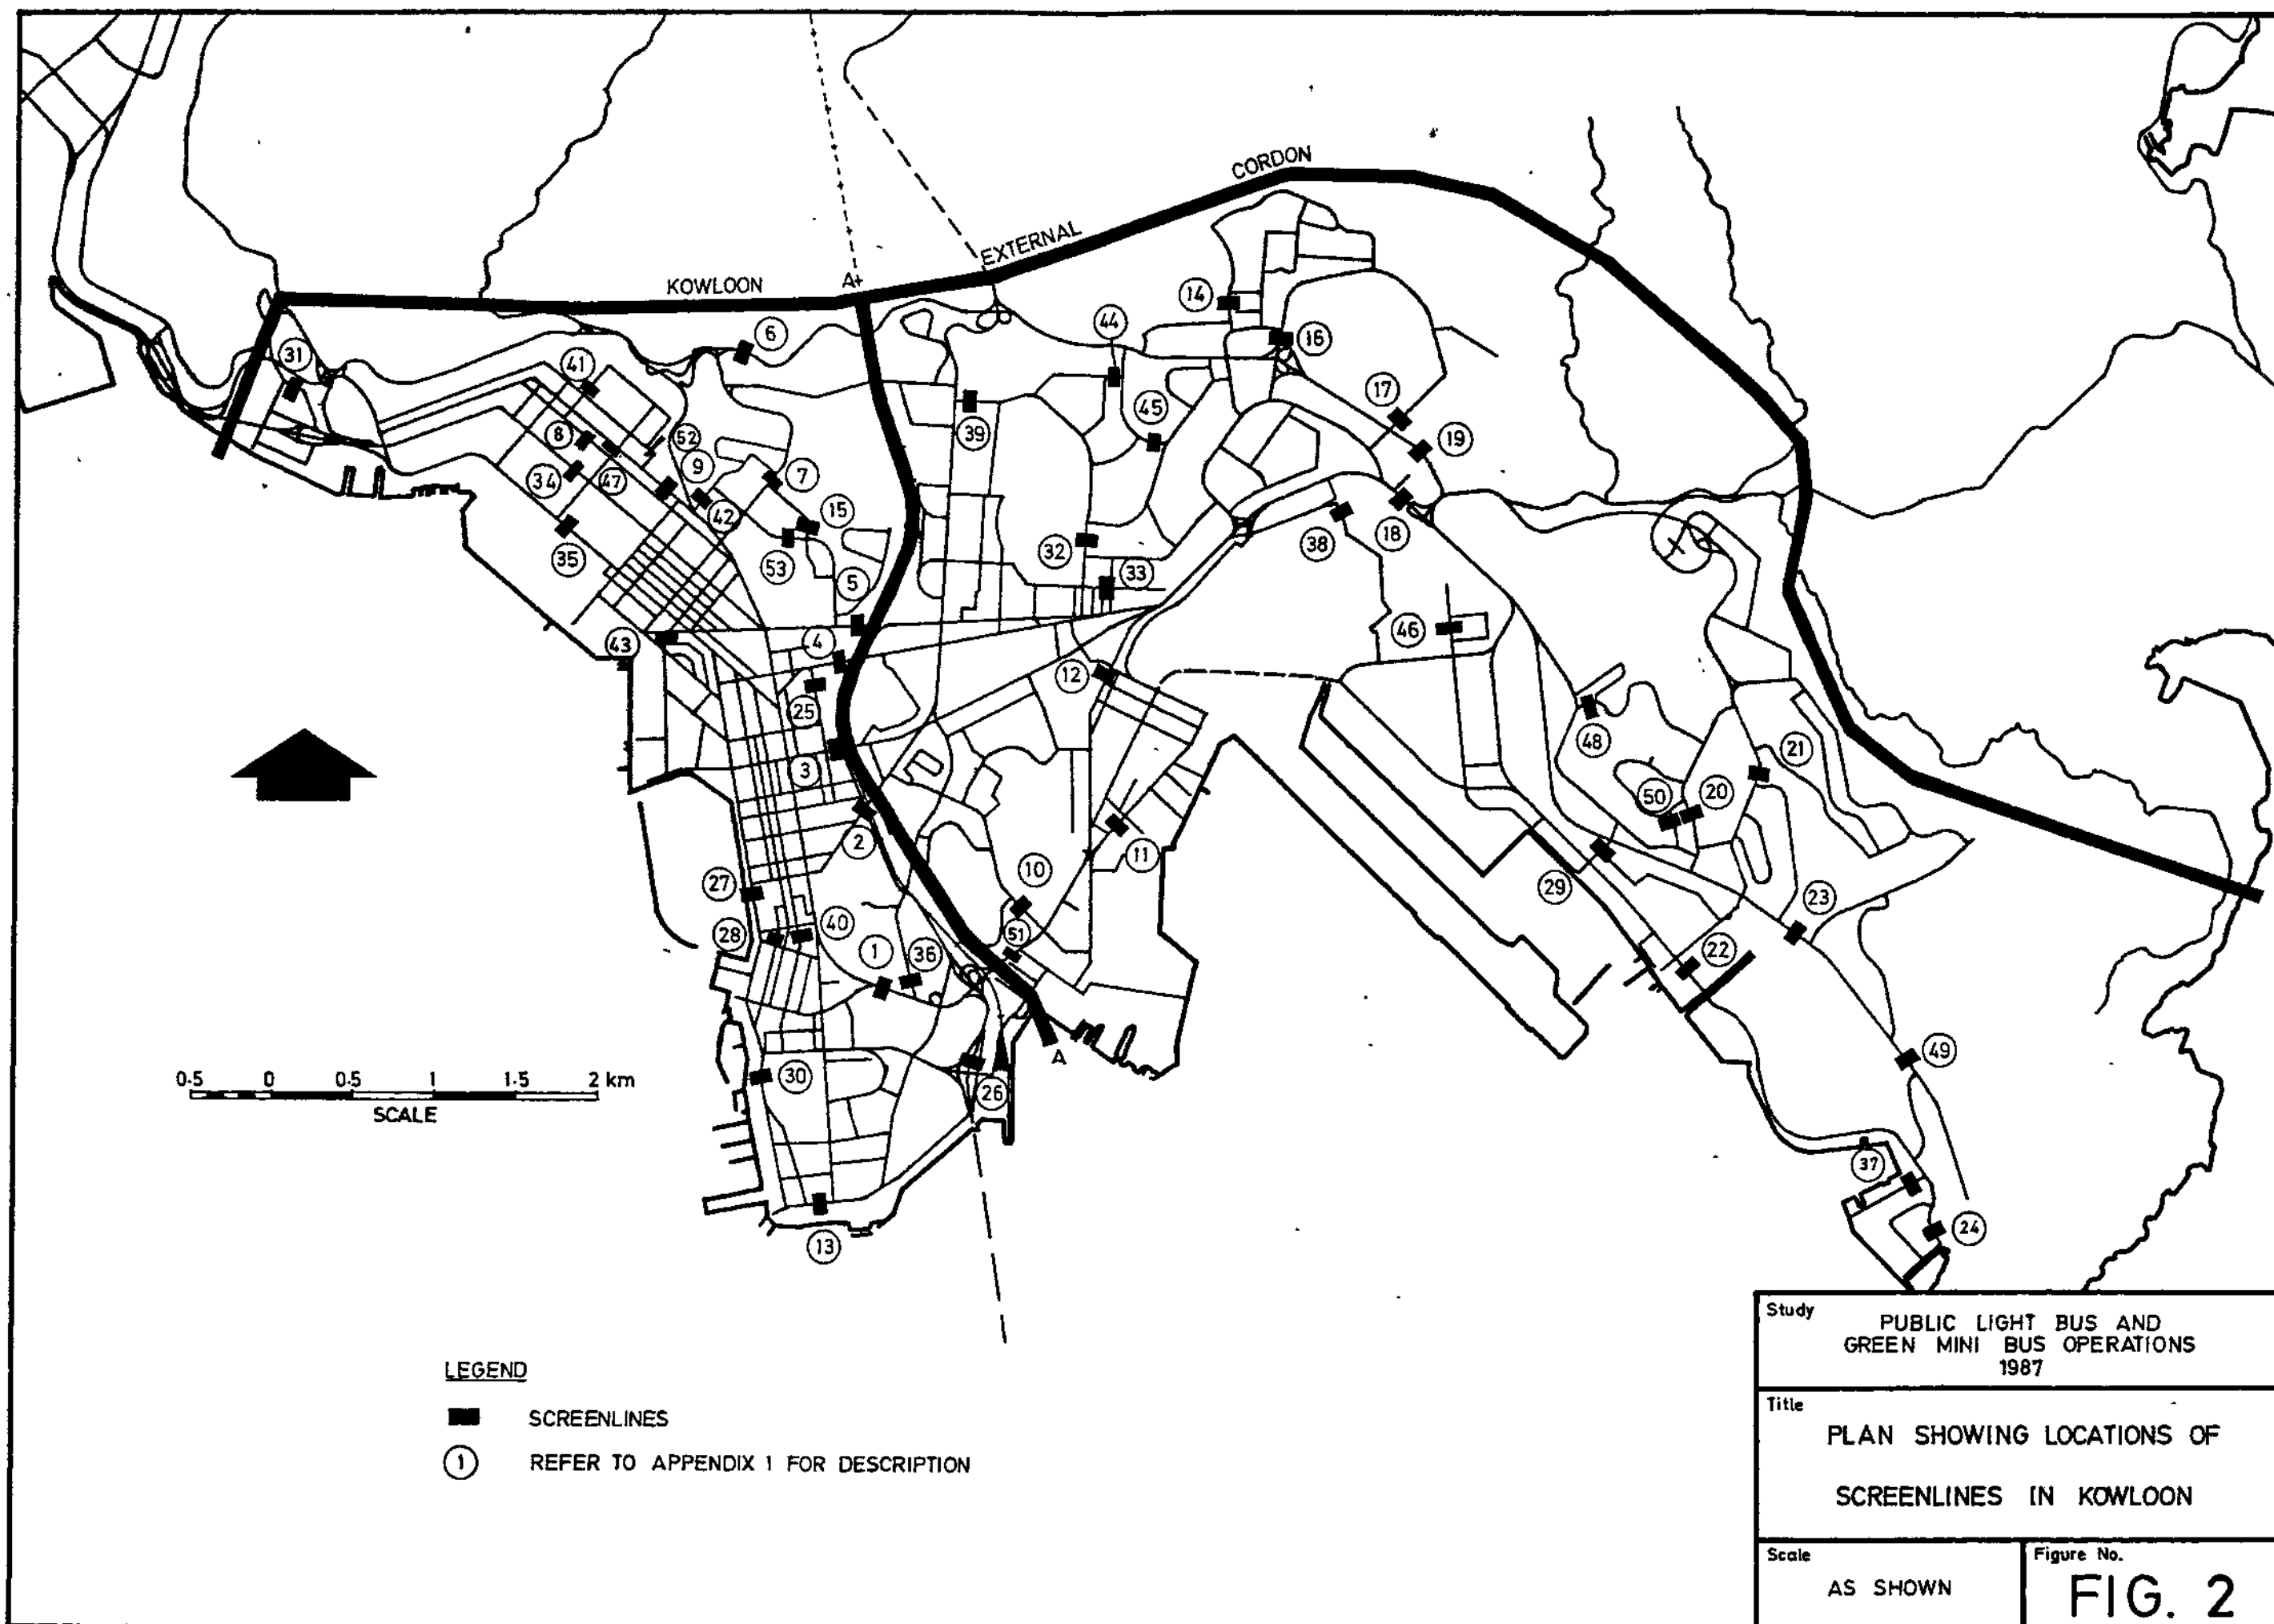 CORDON
EXTERNAL
KOWLOON
A+
14
44
6
16
31
41
17
45
39
8
52
19
9
7
34
47
42
15
18
38
35
32
53
33
5
46
4
43
12
25
48
21
3
50
20
2
11
27
10
29
23
40
28
51
1
36
22
49
A
30
26
37
24
13
0·5 0 0·5 1 1·5 2 km
SCALE
LEGEND
SCREENLINES
1 REFER TO APPENDIX 1 FOR DESCRIPTION
Study
PUBLIC LIGHT BUS AND
GREEN MINI BUS OPERATIONS
1987
Title
PLAN SHOWING LOCATIONS OF
SCREENLINES IN KOWLOON
Scale
AS SHOWN
Figure No.
FIG. 2